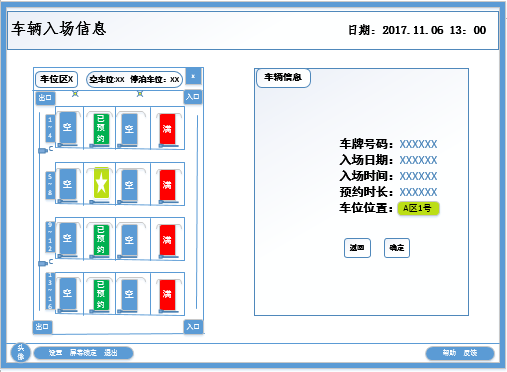 车辆入场信息
日期：2017.11.06 13：00
车位区X
空车位:XX 停泊车位：XX
x
出口
入口
1~4
空
已预约
空
满
C
5~8
空
空
满
9~12
空
已预约
空
满
C
13~16
空
已预约
空
满
出口
入口
车辆信息
车牌号码：XXXXXX
入场日期：XXXXXX
入场时间：XXXXXX
预约时长：XXXXXX
车位位置：A区1号
返回
确定
头像
设置 屏幕锁定 退出
帮助 反馈